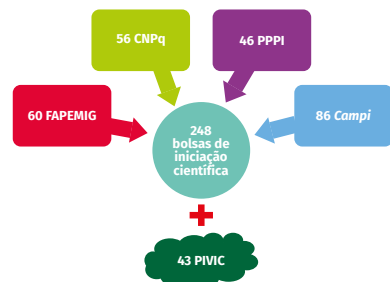 56 CNPq
46 PPPI
60 FAPEMIG
86 Campi
248
bolsas de
iniciação
científica
43 PIVIC